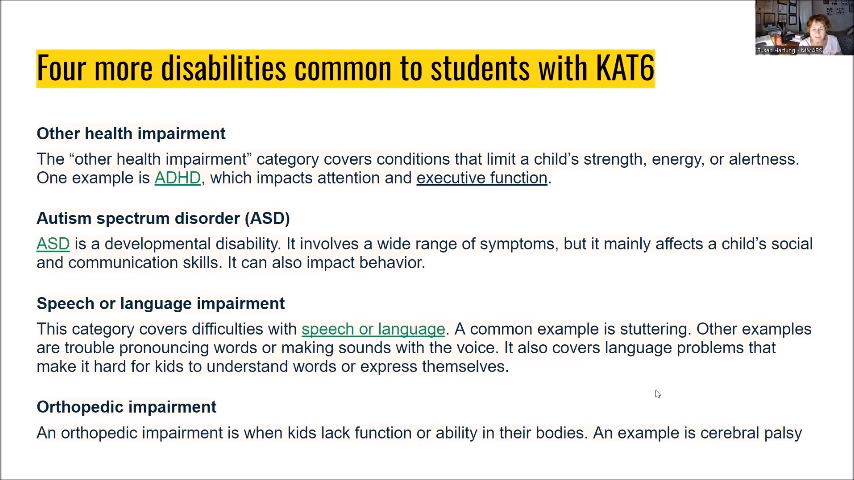 Four more disabilities common to students with KAT6
Other health impairment
The “other health impairment” category covers conditions that limit a child’s strength, energy, or alertness.
One example is ADHD, which impacts attention and executive function.
Autism spectrum disorder (ASD)
ASD is a developmental disability. It involves a wide range of symptoms, but it mainly affects a child’s social
and communication skills. It can also impact behavior.
Speech or language impairment
This category covers difficulties with speech or language. A common example is stuttering. Other examples
are trouble pronouncing words or making sounds with the voice. It also covers language problems that
make it hard for kids to understand words or express themselves.
Orthopedic impairment
An orthopedic impairment is when kids lack function or ability in their bodies. An example is cerebral palsy
Susan Hartung -